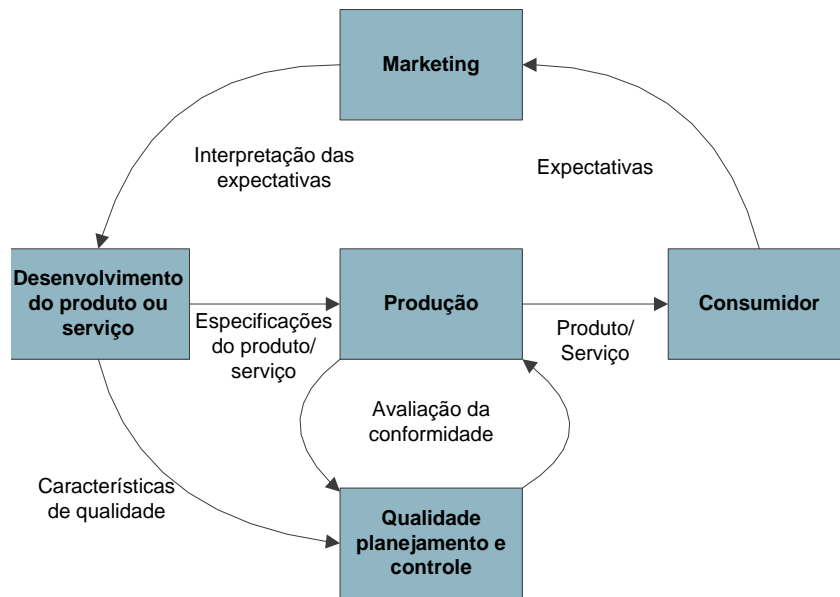 Marketing
Interpretação das
expectativas
Expectativas
Desenvolvimento
do produto ou
serviço
Especificações
do produto/
serviço
Produção
Produto/
Serviço
Consumidor
Avaliação da
conformidade
Características
de qualidade
Qualidade
planejamento e
controle